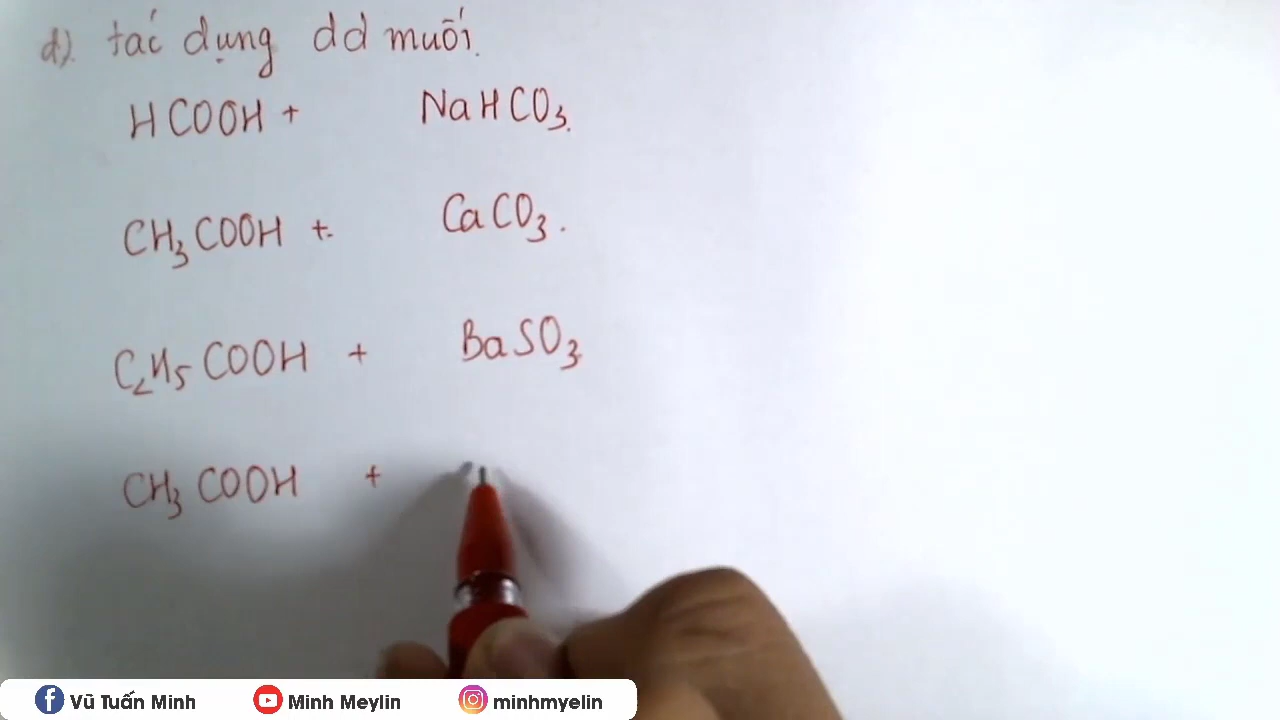 d). tác dụng dd muối.
HCOOH + NaHCO3.
CH3COOH + CaCO3.
C2H5COOH + BaSO3
CH3COOH +
Vũ Tuấn Minh Minh Meylin minhmyelin